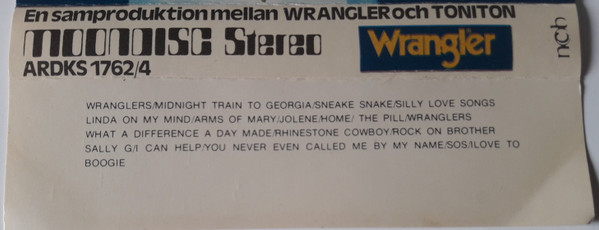 En samproduktion mellan WRANGLER och TONITON
MOONDISC Stereo
Wrangler
ncb
ARDKS 1762/4
WRANGLERS/MIDNIGHT TRAIN TO GEORGIA/SNEAKE SNAKE/SILLY LOVE SONGS
LINDA ON MY MIND/ARMS OF MARY/JOLENE/HOME/ THE PILL/WRANGLERS
WHAT A DIFFERENCE A DAY MADE/RHINESTONE COWBOY/ROCK ON BROTHER
SALLY G/I CAN HELP/YOU NEVER EVEN CALLED ME BY MY NAME/SOS/ILOVE TO
BOOGIE